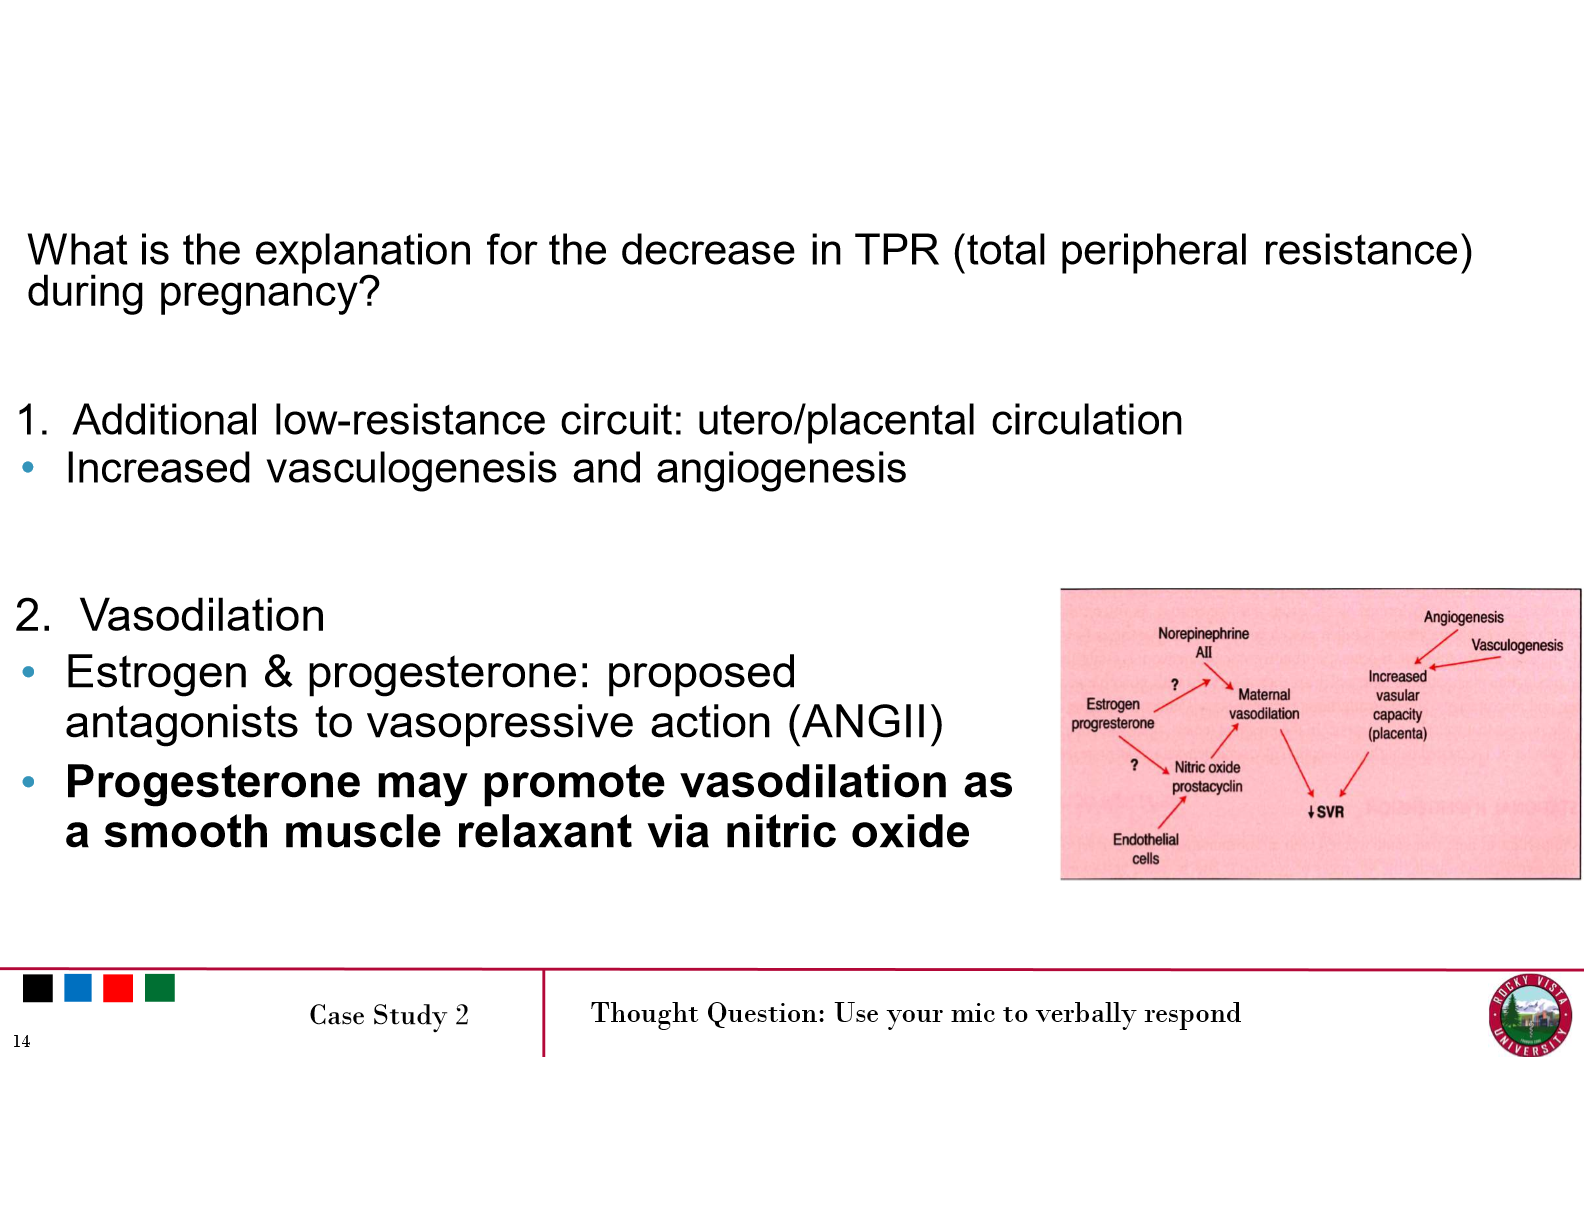 What is the explanation for the decrease in TPR (total peripheral resistance)
during pregnancy?
1. Additional low-resistance circuit: utero/placental circulation
• Increased vasculogenesis and angiogenesis
2. Vasodilation
• Estrogen & progesterone: proposed
antagonists to vasopressive action (ANGII)
• Progesterone may promote vasodilation as
a smooth muscle relaxant via nitric oxide
Angiogenesis
Vasculogenesis
Norepinephrine
AII
Increased
vasular
capacity
(placenta)
?
Maternal
vasodilation
Estrogen
progresterone
?
Nitric oxide
prostacyclin
↓SVR
Endothelial
cells
Case Study 2
Thought Question: Use your mic to verbally respond
14
ROCKY VISTA
UNIVERSITY